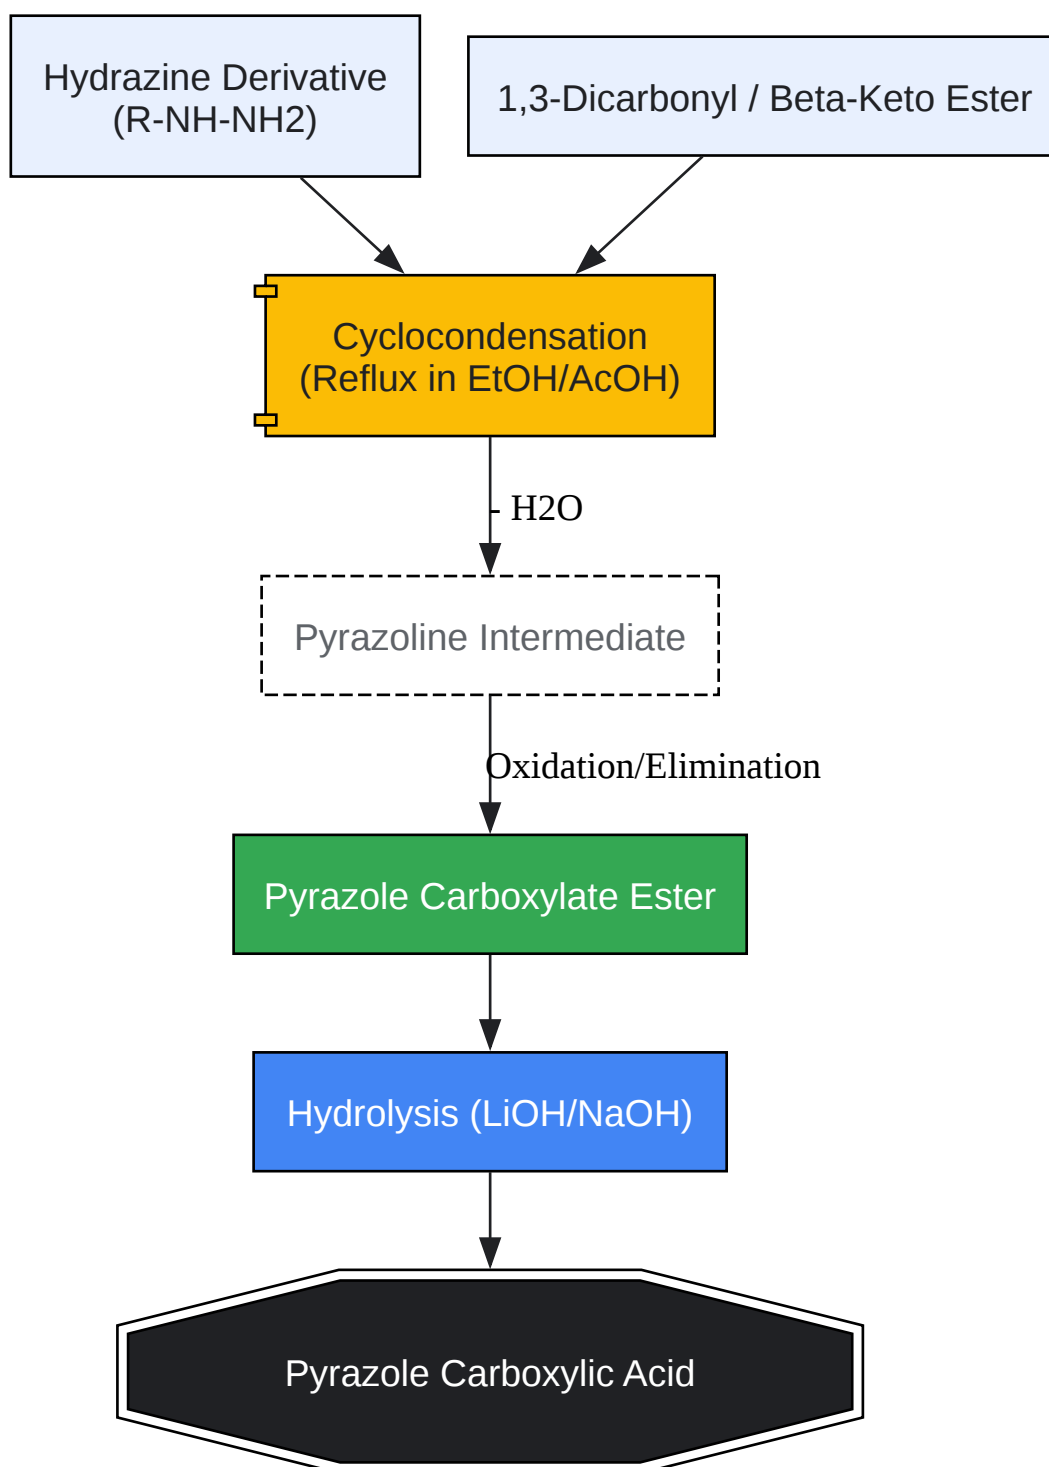 Hydrazine Derivative
(R-NH-NH2)
1,3-Dicarbonyl / Beta-Keto Ester
Cyclocondensation
(Reflux in EtOH/AcOH)
- H2O
Pyrazoline Intermediate
Oxidation/Elimination
Pyrazole Carboxylate Ester
Hydrolysis (LiOH/NaOH)
Pyrazole Carboxylic Acid